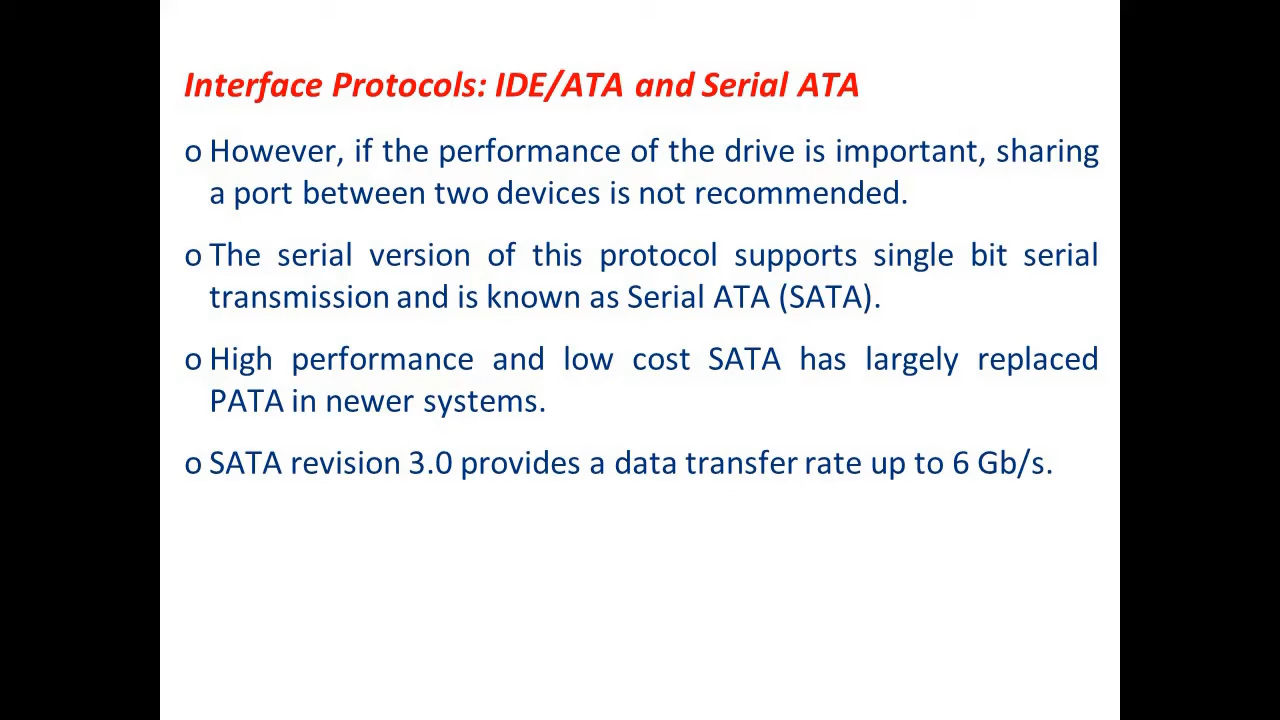 Interface Protocols: IDE/ATA and Serial ATA
o However, if the performance of the drive is important, sharing
a port between two devices is not recommended.
o The serial version of this protocol supports single bit serial
transmission and is known as Serial ATA (SATA).
o High performance and low cost SATA has largely replaced
PATA in newer systems.
o SATA revision 3.0 provides a data transfer rate up to 6 Gb/s.